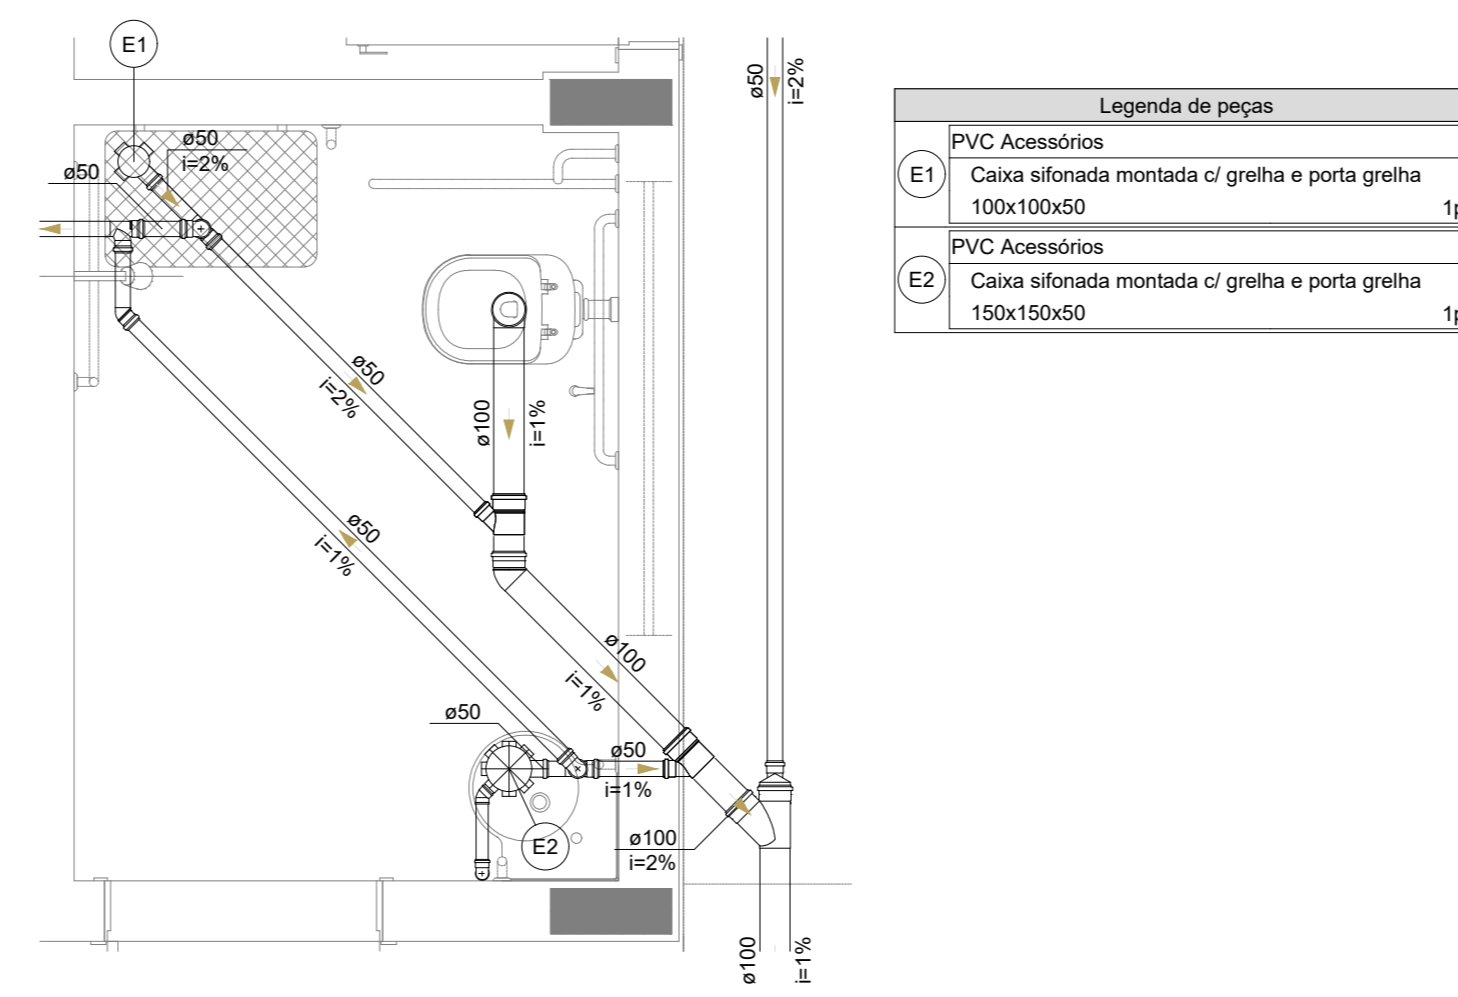 E1
ø50
i=2%
ø50
i=2%
ø50
Legenda de peças
PVC Acessórios
E1
Caixa sifonada montada c/ grelha e porta grelha
100x100x50
1p
PVC Acessórios
E2
Caixa sifonada montada c/ grelha e porta grelha
150x150x50
1p
ø50
i=2%
ø100
i=1%
ø50
i=1%
ø100
i=1%
ø50
ø50
i=1%
E2
ø100
i=2%
ø100
i=1%